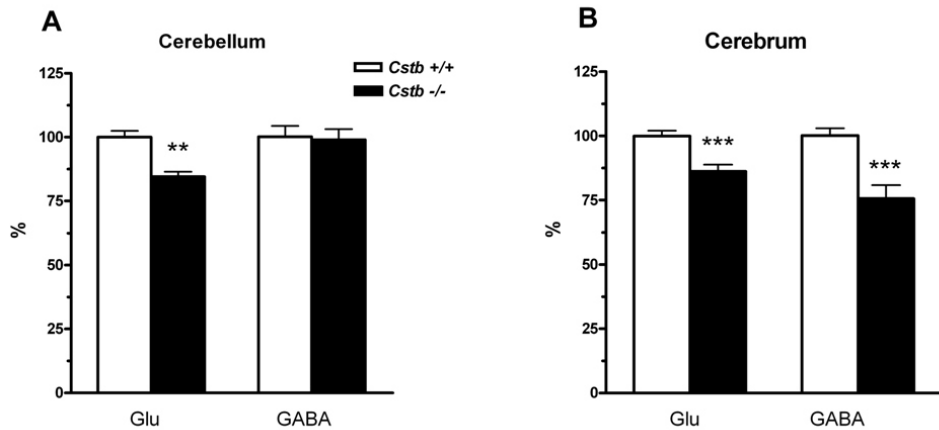 A
Cerebellum
Cstb +/+
Cstb -/-
125
100
75
50
25
0
%
**
Glu
GABA
B
Cerebrum
125
100
75
50
25
0
%
***
***
Glu
GABA